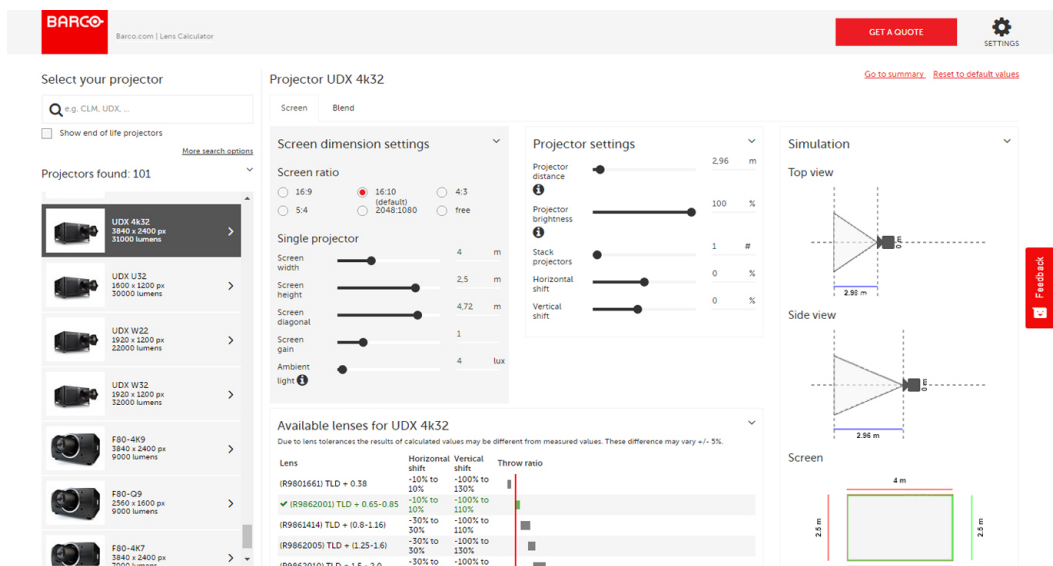 BARCO
Barco.com | Lens Calculator
GET A QUOTE
SETTINGS
Select your projector
e.g. CLM, UDX, ...
Show end of life projectors
More search options
Projectors found: 101
UDX 4k32
3840 x 2400 px
31000 lumens
UDX U32
1600 x 1200 px
30000 lumens
UDX W22
1920 x 1200 px
22000 lumens
UDX W32
1920 x 1200 px
32000 lumens
F80-4K9
3840 x 2400 px
9000 lumens
F80-Q9
2560 x 1600 px
9000 lumens
F80-4K7
3840 x 2400 px
7000 lumens
Projector UDX 4k32
Go to summary Reset to default values
Screen Blend
Screen dimension settings
Screen ratio
16:9 16:10 4:3
(default)
5:4 2048:1080 free
Single projector
Screen width 4 m
Screen height 2,5 m
Screen diagonal 4,72 m
Screen gain 1
Ambient light 4 lux
Projector settings
Projector distance 2,96 m
Projector brightness 100 %
Stack projectors 1 #
Horizontal shift 0 %
Vertical shift 0 %
Available lenses for UDX 4k32
Due to lens tolerances the results of calculated values may be different from measured values. These difference may vary +/- 5%.
Lens Horizontal shift Vertical shift Throw ratio
(R9801661) TLD + 0.38 -10% to 10% -100% to 130%
(R9862001) TLD + 0.65-0.85 -10% to 10% -100% to 110%
(R9861414) TLD + (0.8-1.16) -30% to 30% -100% to 110%
(R9862005) TLD + (1.25-1.6) -30% to 30% -100% to 130%
(R9862010) TLD + 1.5 - 2.0 -30% to -100% to
Simulation
Top view
0 m
2.96 m
Side view
0 m
2.96 m
Screen
4 m
2.5 m
2.5 m
Feedback